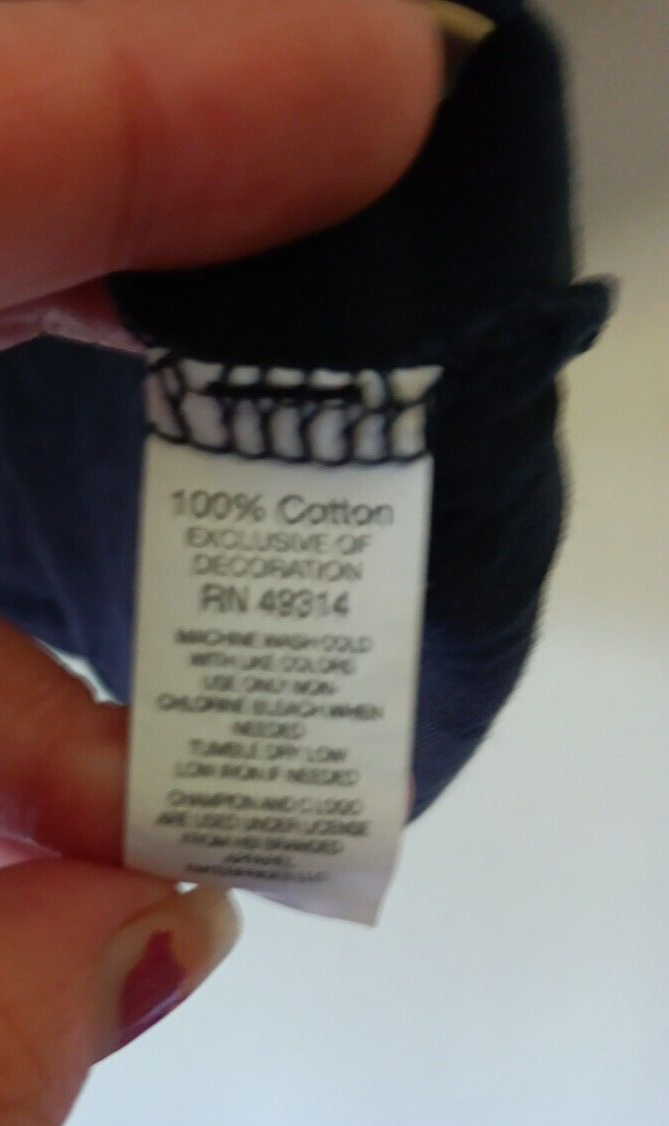 100% Cotton
EXCLUSIVE OF
DECORATION
RN 49314
MACHINE WASH COLD
WITH LIKE COLORS
USE ONLY NON-
CHLORINE BLEACH WHEN
NEEDED
TUMBLE DRY LOW
LOW IRON IF NEEDED
CHAMPION AND C LOGO
ARE USED UNDER LICENSE
FROM HBI BRANDED
APPAREL
ENTERPRISES LLC